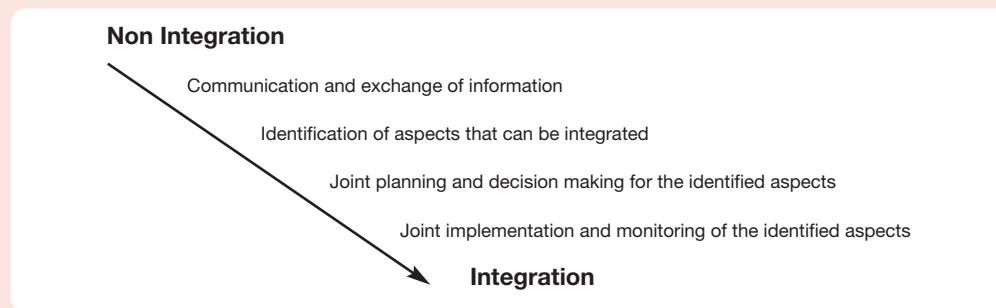 Non Integration
Communication and exchange of information
Identification of aspects that can be integrated
Joint planning and decision making for the identified aspects
Joint implementation and monitoring of the identified aspects
Integration